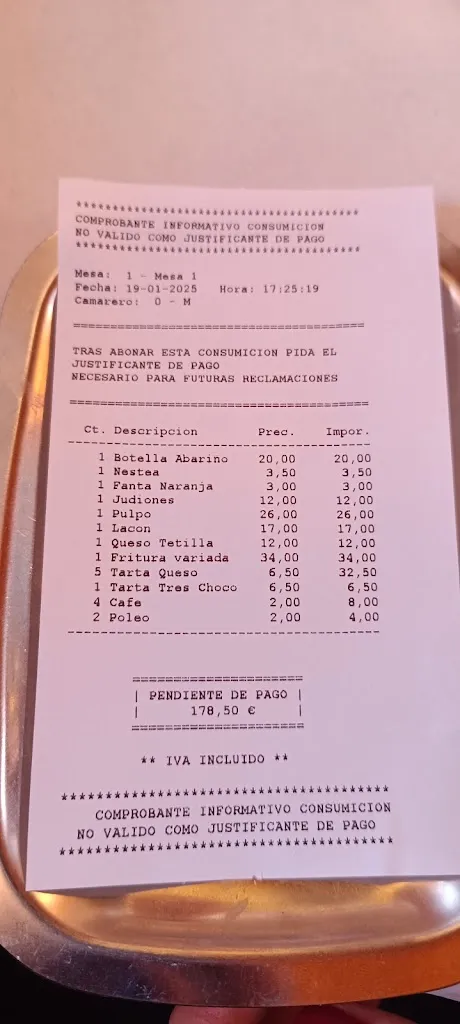 ****************************************
COMPROBANTE INFORMATIVO CONSUMICION
NO VALIDO COMO JUSTIFICANTE DE PAGO
****************************************
Mesa: 1 - Mesa 1
Fecha: 19-01-2025 Hora: 17:25:19
Camarero: 0 - M
========================================
TRAS ABONAR ESTA CONSUMICION PIDA EL
JUSTIFICANTE DE PAGO
NECESARIO PARA FUTURAS RECLAMACIONES
========================================
Ct. Descripcion Prec. Impor.
----------------------------------------
1 Botella Abarino 20,00 20,00
1 Nestea 3,50 3,50
1 Fanta Naranja 3,00 3,00
1 Judiones 12,00 12,00
1 Pulpo 26,00 26,00
1 Lacon 17,00 17,00
1 Queso Tetilla 12,00 12,00
1 Fritura variada 34,00 34,00
5 Tarta Queso 6,50 32,50
1 Tarta Tres Choco 6,50 6,50
4 Cafe 2,00 8,00
2 Poleo 2,00 4,00
----------------------------------------
======================
| PENDIENTE DE PAGO |
| 178,50 € |
======================
** IVA INCLUIDO **
****************************************
COMPROBANTE INFORMATIVO CONSUMICION
NO VALIDO COMO JUSTIFICANTE DE PAGO
****************************************